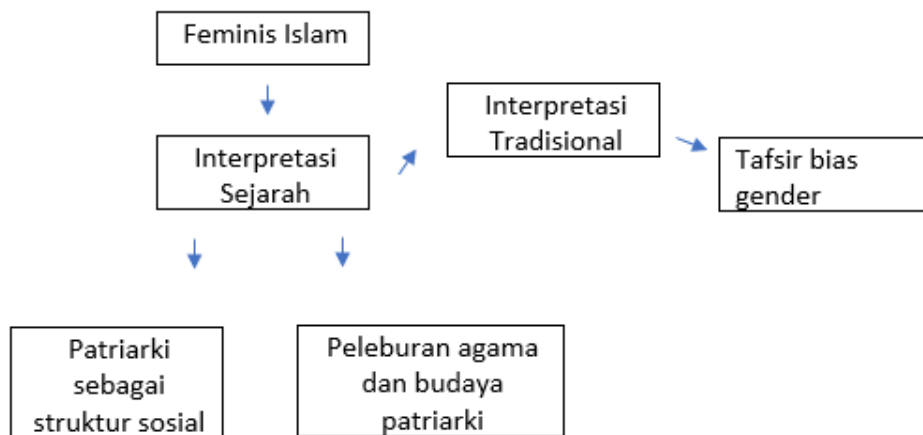 Feminis Islam
Interpretasi
Tradisional
Interpretasi
Sejarah
Tafsir bias
gender
Patriarki
sebagai
struktur sosial
Peleburan agama
dan budaya
patriarki